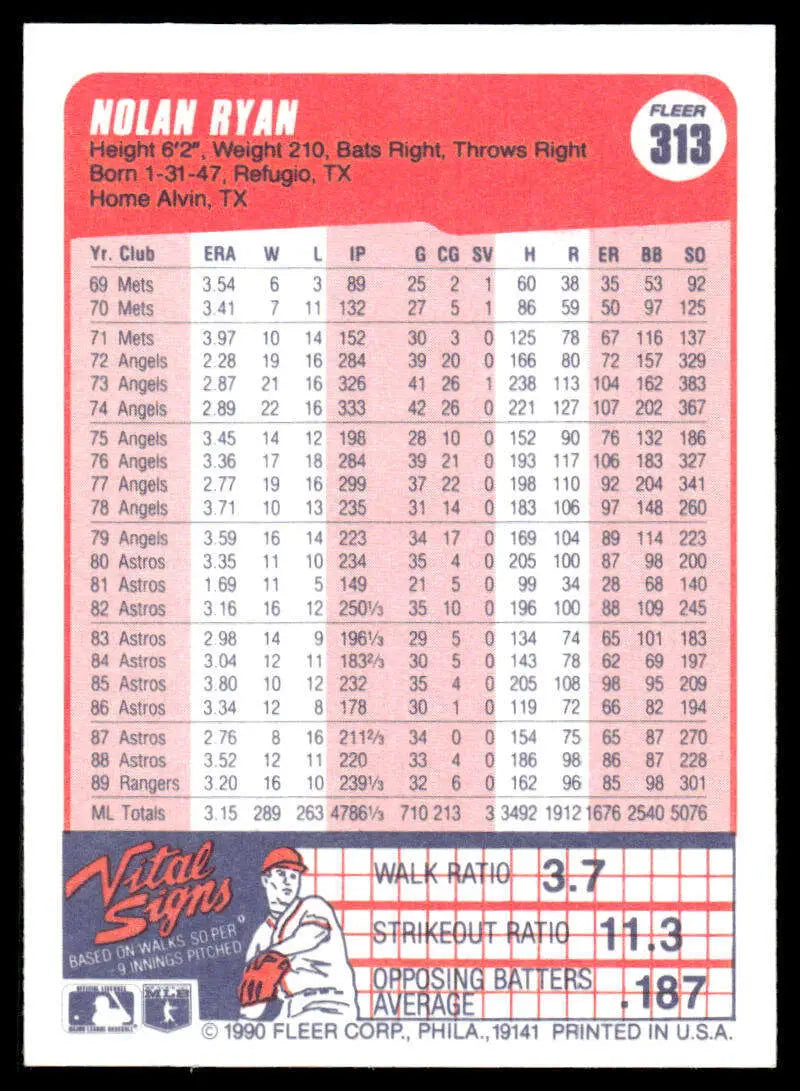 NOLAN RYAN
FLEER
313
Height 6'2", Weight 210, Bats Right, Throws Right
Born 1-31-47, Refugio, TX
Home Alvin, TX
Yr. Club ERA W L IP G CG SV H R ER BB SO
69 Mets 3.54 6 3 89 25 2 1 60 38 35 53 92
70 Mets 3.41 7 11 132 27 5 1 86 59 50 97 125
71 Mets 3.97 10 14 152 30 3 0 125 78 67 116 137
72 Angels 2.28 19 16 284 39 20 0 166 80 72 157 329
73 Angels 2.87 21 16 326 41 26 1 238 113 104 162 383
74 Angels 2.89 22 16 333 42 26 0 221 127 107 202 367
75 Angels 3.45 14 12 198 28 10 0 152 90 76 132 186
76 Angels 3.36 17 18 284 39 21 0 193 117 106 183 327
77 Angels 2.77 19 16 299 37 22 0 198 110 92 204 341
78 Angels 3.71 10 13 235 31 14 0 183 106 97 148 260
79 Angels 3.59 16 14 223 34 17 0 169 104 89 114 223
80 Astros 3.35 11 10 234 35 4 0 205 100 87 98 200
81 Astros 1.69 11 5 149 21 5 0 99 34 28 68 140
82 Astros 3.16 16 12 250⅓ 35 10 0 196 100 88 109 245
83 Astros 2.98 14 9 196⅓ 29 5 0 134 74 65 101 183
84 Astros 3.04 12 11 183⅔ 30 5 0 143 78 62 69 197
85 Astros 3.80 10 12 232 35 4 0 205 108 98 95 209
86 Astros 3.34 12 8 178 30 1 0 119 72 66 82 194
87 Astros 2.76 8 16 211⅔ 34 0 0 154 75 65 87 270
88 Astros 3.52 12 11 220 33 4 0 186 98 86 87 228
89 Rangers 3.20 16 10 239⅓ 32 6 0 162 96 85 98 301
ML Totals 3.15 289 263 4786⅓ 710 213 3 3492 1912 1676 2540 5076
Vital
Signs
BASED ON WALKS SO PER
9 INNINGS PITCHED
WALK RATIO 3.7
STRIKEOUT RATIO 11.3
OPPOSING BATTERS
AVERAGE .187
MLB
© 1990 FLEER CORP., PHILA., 19141 PRINTED IN U.S.A.